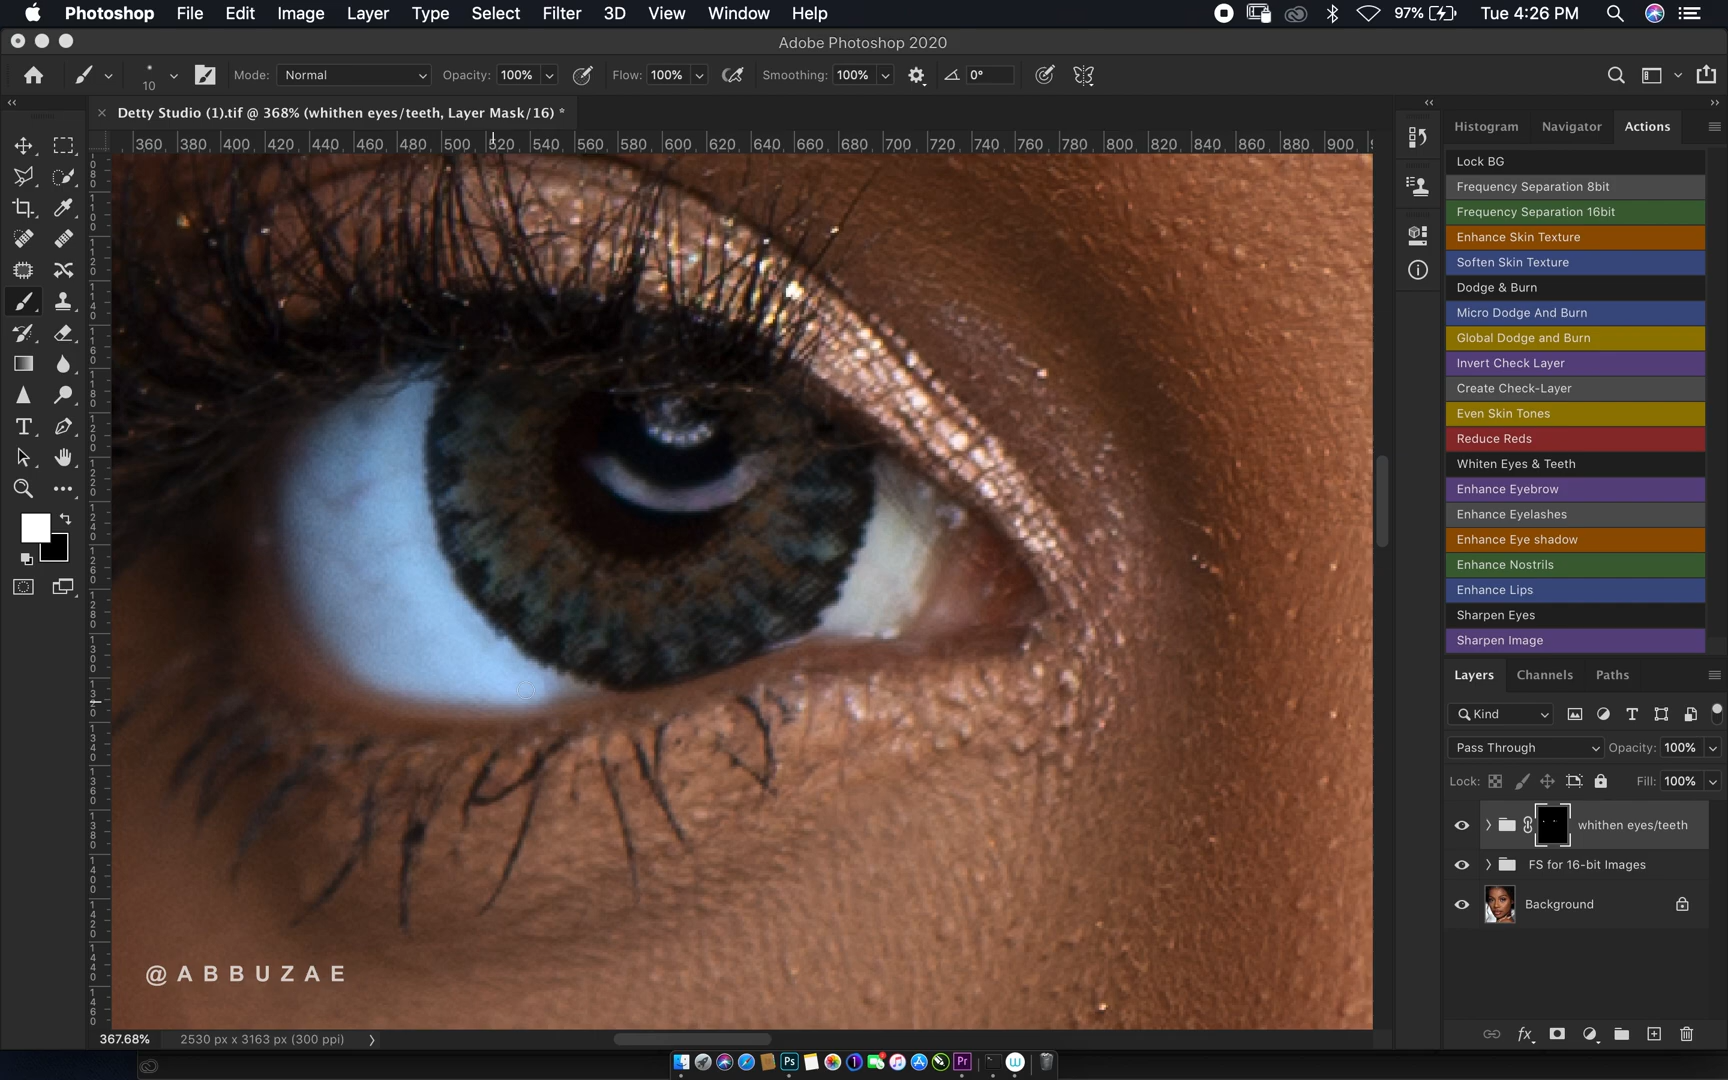 Photoshop File Edit Image Layer Type Select Filter 3D View Window Help 97% Tue 4:26 PM
Adobe Photoshop 2020
10 Mode: Normal Opacity: 100% Flow: 100% Smoothing: 100% 0°
Detty Studio (1).tif @ 368% (whithen eyes/teeth, Layer Mask/16) *
360 380 400 420 440 460 480 500 520 540 560 580 600 620 640 660 680 700 720 740 760 780 800 820 840 860 880 900
Histogram Navigator Actions
Lock BG
Frequency Separation 8bit
Frequency Separation 16bit
Enhance Skin Texture
Soften Skin Texture
Dodge & Burn
Micro Dodge And Burn
Global Dodge and Burn
Invert Check Layer
Create Check-Layer
Even Skin Tones
Reduce Reds
Whiten Eyes & Teeth
Enhance Eyebrow
Enhance Eyelashes
Enhance Eye shadow
Enhance Nostrils
Enhance Lips
Sharpen Eyes
Sharpen Image
Layers Channels Paths
Kind
Pass Through Opacity: 100%
Lock: Fill: 100%
whithen eyes/teeth
FS for 16-bit Images
Background
@ABBUZAE
367.68% 2530 px x 3163 px (300 ppi)
Ps Pr